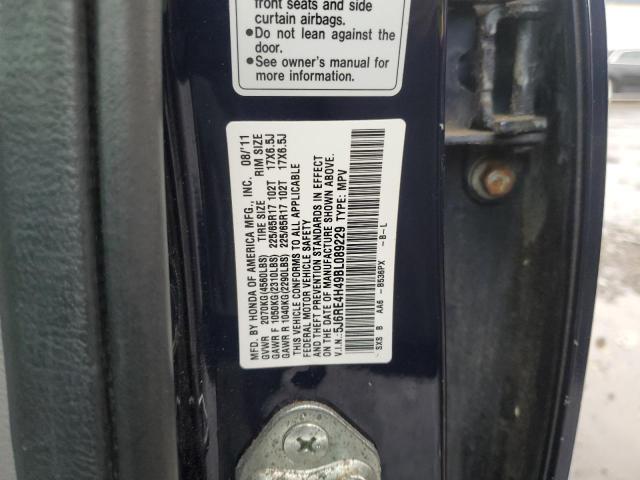 front seats and side
curtain airbags.
●Do not lean against the
door.
●See owner's manual for
more information.
MFD. BY HONDA OF AMERICA MFG., INC. 08/'11
GVWR 2070KG(4560LBS) TIRE SIZE RIM SIZE
GAWR F 1050KG(2310LBS) 225/65R17 102T 17X6.5J
GAWR R 1040KG(2290LBS) 225/65R17 102T 17X6.5J
THIS VEHICLE CONFORMS TO ALL APPLICABLE
FEDERAL MOTOR VEHICLE SAFETY
AND THEFT PREVENTION STANDARDS IN EFFECT
ON THE DATE OF MANUFACTURE SHOWN ABOVE.
V.I.N.:5J6RE4H49BL089229 TYPE: MPV
SXS B AA6 -B536PX -B-L